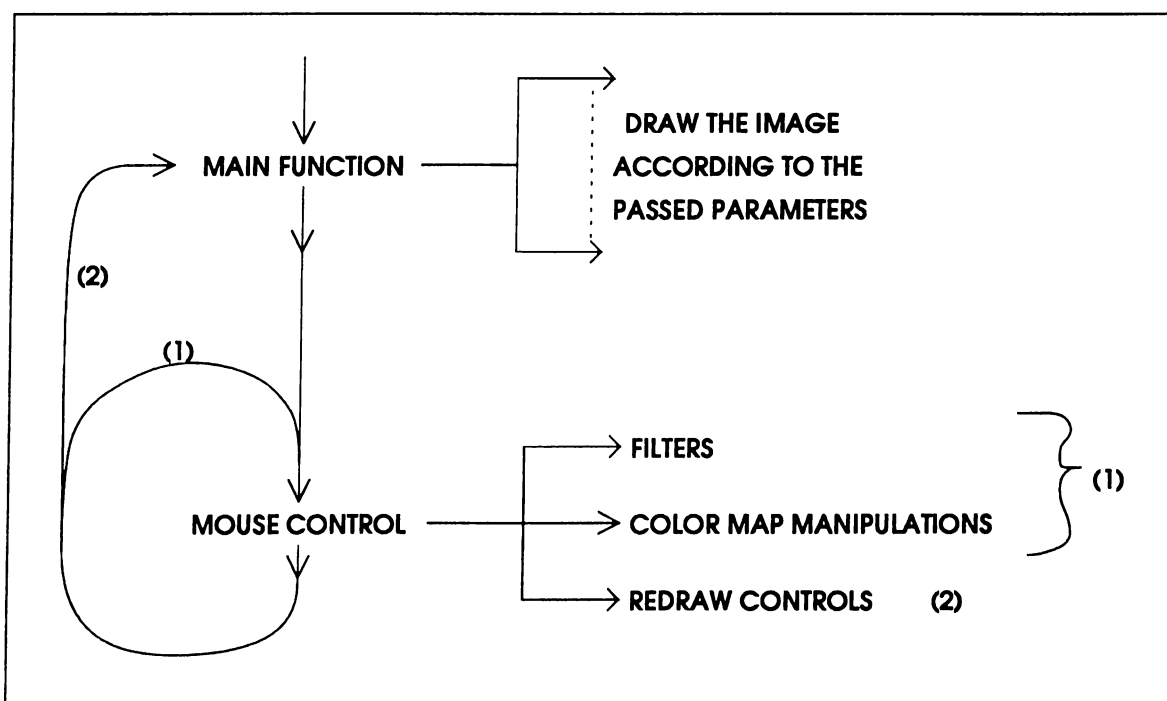 DRAW THE IMAGE
MAIN FUNCTION
ACCORDING TO THE
PASSED PARAMETERS
(2)
(1)
FILTERS
(1)
MOUSE CONTROL
COLOR MAP MANIPULATIONS
REDRAW CONTROLS (2)